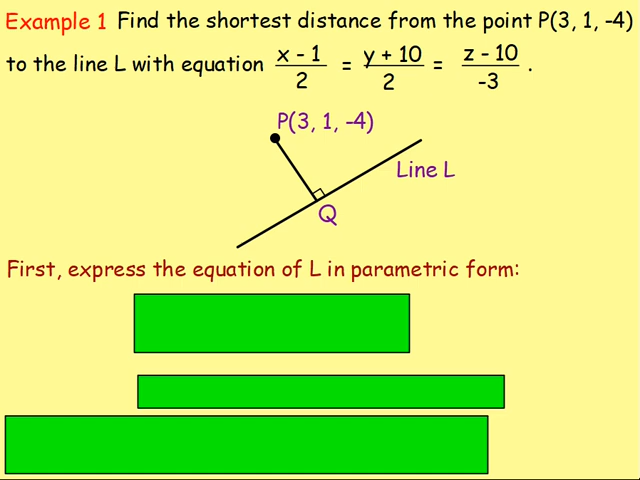 Example 1 Find the shortest distance from the point P(3, 1, -4)
to the line L with equation x - 1 / 2 = y + 10 / 2 = z - 10 / -3 .
P(3, 1, -4)
Line L
Q
First, express the equation of L in parametric form: